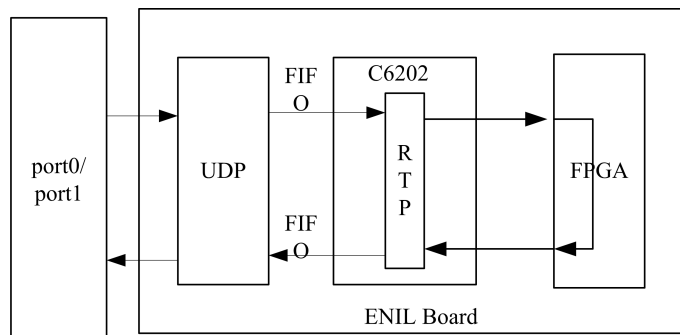 FIF
O
C6202
port0/
port1
UDP
R
T
P
FPGA
FIF
O
ENIL Board